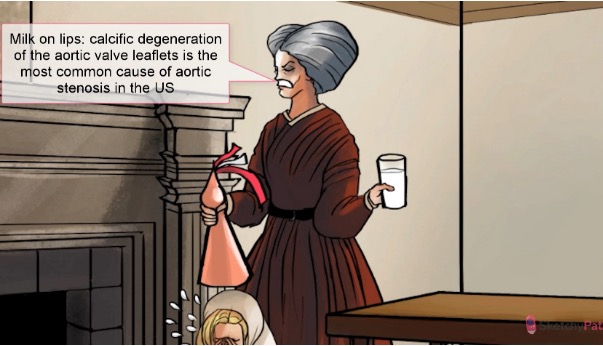 Milk on lips: calcific degeneration
of the aortic valve leaflets is the
most common cause of aortic
stenosis in the US
SketchyPat